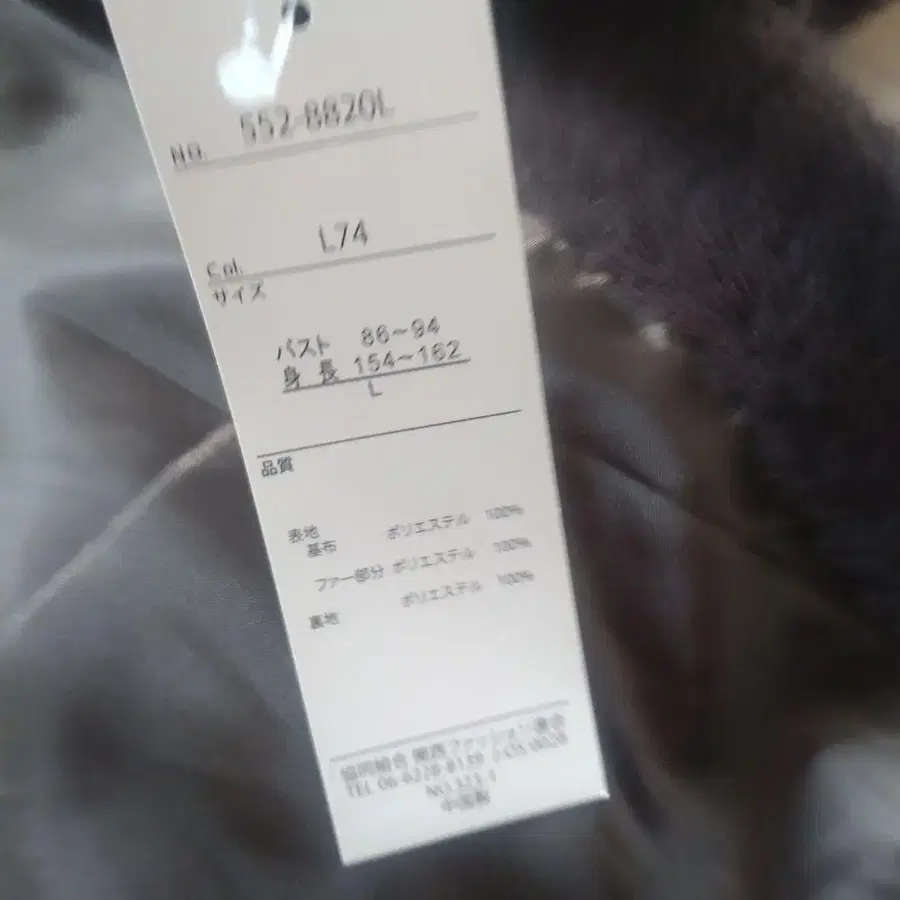 No. 552-8820L
Col. L74
サイズ
バスト 86~94
身長 154~162
L
品質
表地
基布 ポリエステル 100%
ファー部分 ポリエステル 100%
裏地 ポリエステル 100%
協同組合 関西ファッション連合
TEL 06-6228-
中国製